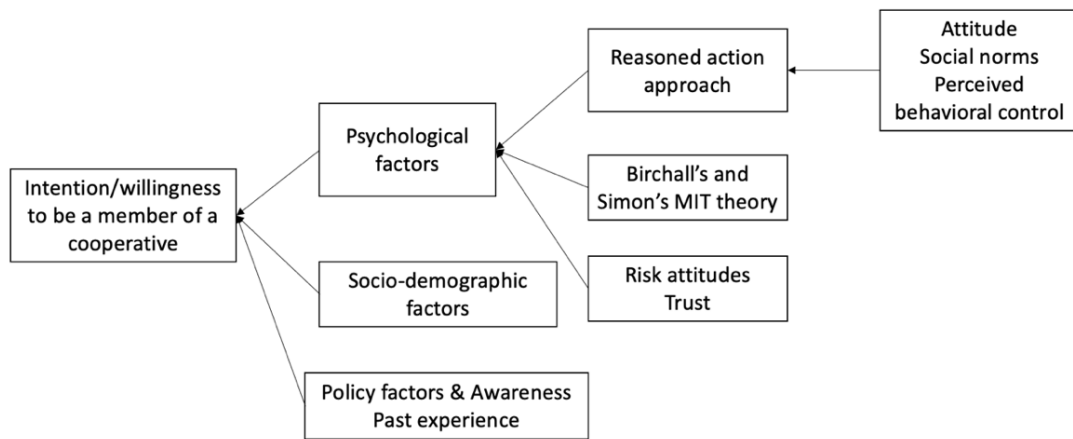 Attitude
Social norms
Perceived
behavioral control
Reasoned action
approach
Psychological
factors
Birchall’s and
Simon’s MIT theory
Intention/willingness
to be a member of a
cooperative
Risk attitudes
Trust
Socio-demographic
factors
Policy factors & Awareness
Past experience